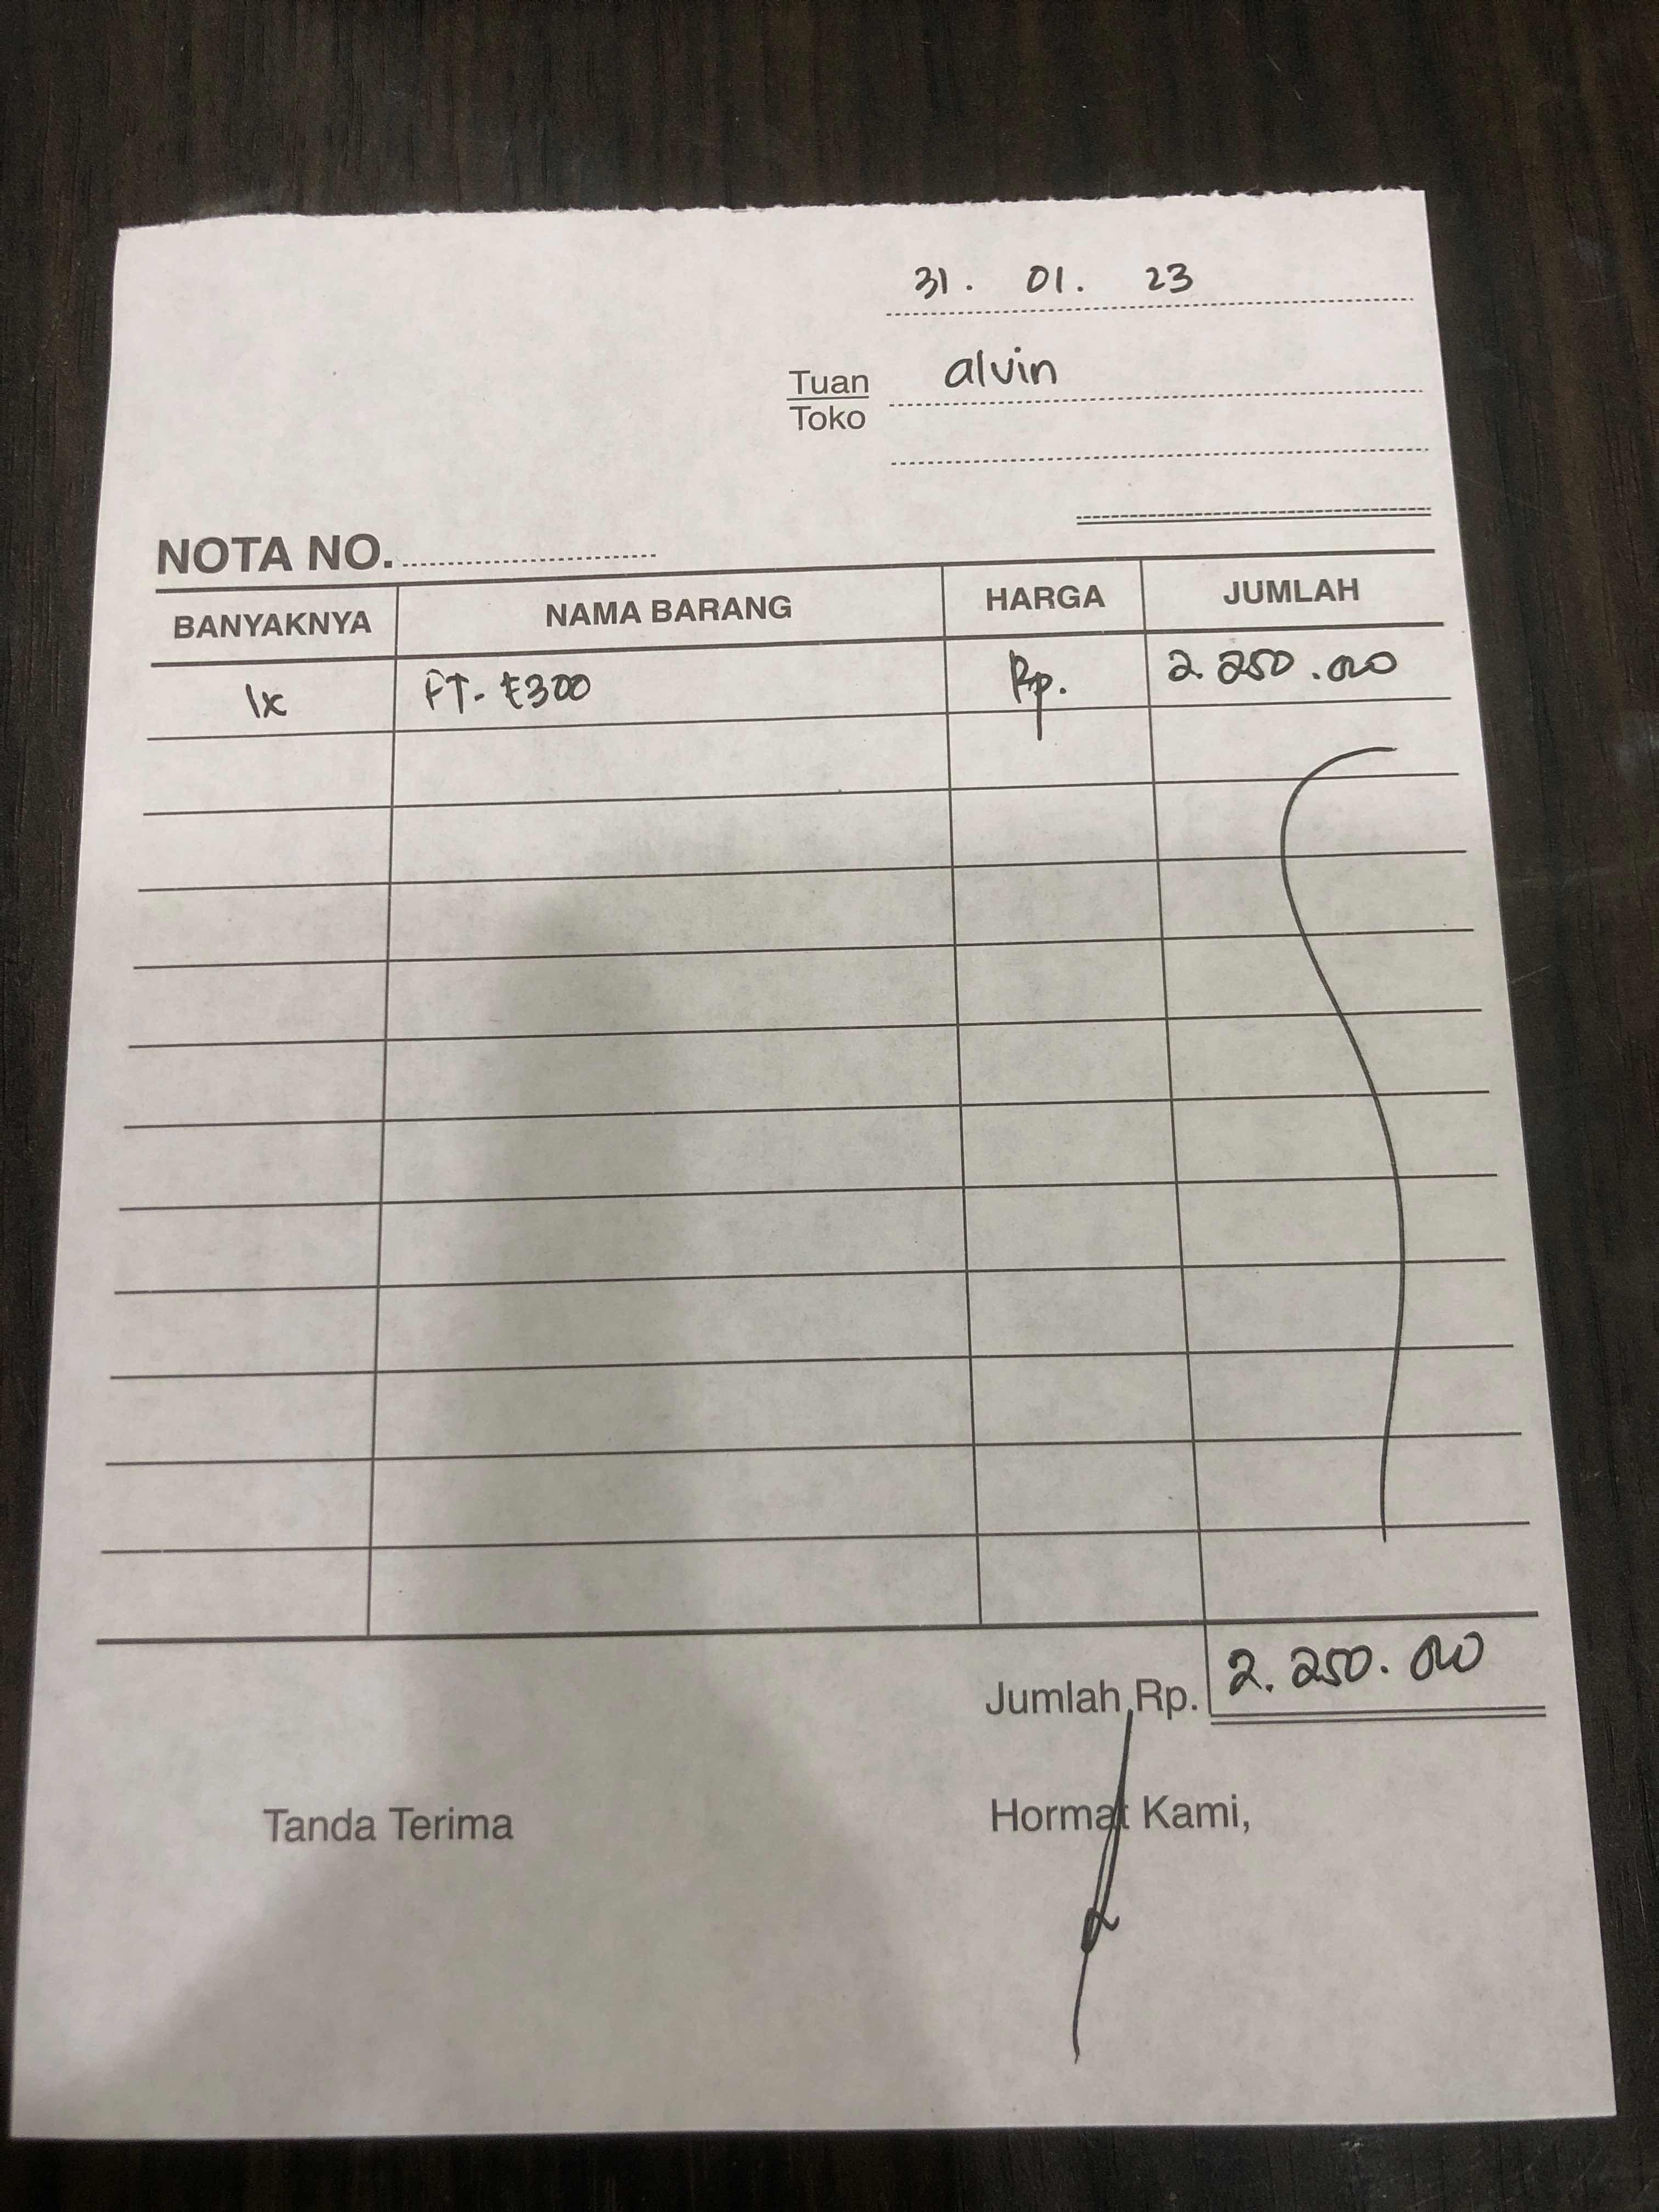 31. 01. 23
Tuan alvin
Toko
NOTA NO.
BANYAKNYA NAMA BARANG HARGA JUMLAH
1x FT- E300 Rp. 2.250.000
Jumlah Rp. 2.250.000
Tanda Terima Hormat Kami,